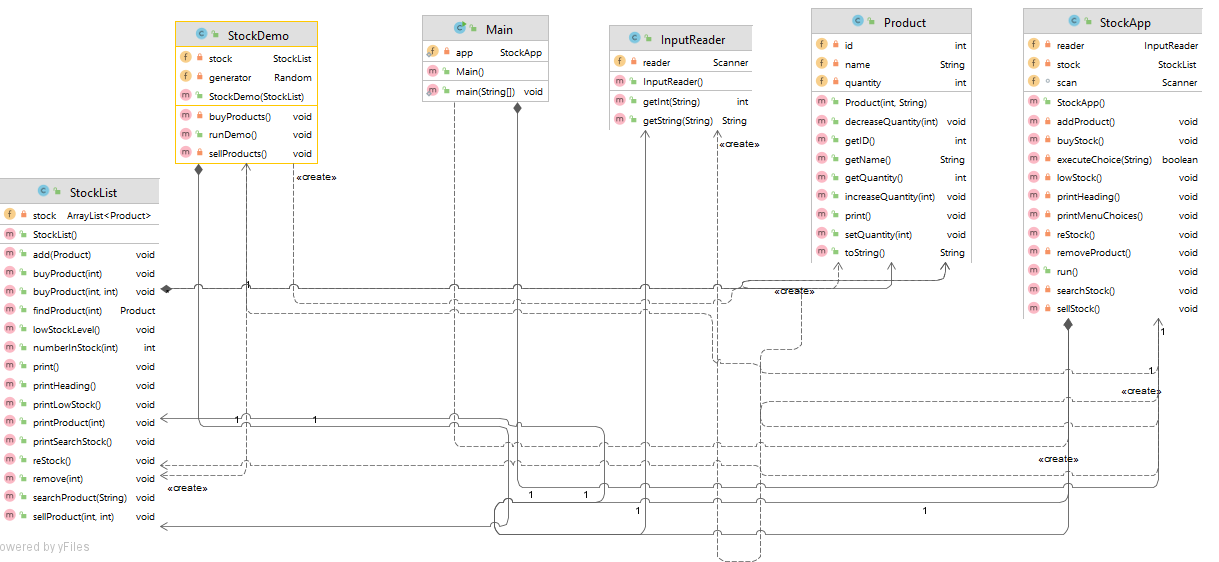 StockDemo
stock StockList
generator Random
StockDemo(StockList)
buyProducts() void
runDemo() void
sellProducts() void
Main
app StockApp
Main()
main(String[]) void
InputReader
reader Scanner
InputReader()
getInt(String) int
getString(String) String
Product
id int
name String
quantity int
Product(int, String)
decreaseQuantity(int) void
getID() int
getName() String
getQuantity() int
increaseQuantity(int) void
print() void
setQuantity(int) void
toString() String
StockApp
reader InputReader
stock StockList
scan Scanner
StockApp()
addProduct() void
buyStock() void
executeChoice(String) boolean
lowStock() void
printHeading() void
printMenuChoices() void
reStock() void
removeProduct() void
run() void
searchStock() void
sellStock() void
StockList
stock ArrayList<Product>
StockList()
add(Product) void
buyProduct(int) void
buyProduct(int, int) void
findProduct(int) Product
lowStockLevel() void
numberInStock(int) int
print() void
printHeading() void
printLowStock() void
printProduct(int) void
printSearchStock() void
reStock() void
remove(int) void
searchProduct(String) void
sellProduct(int, int) void
«create»
«create»
1
«create»
1
1
«create»
1
1
«create»
«create»
1
1
1
1
owered by yFiles